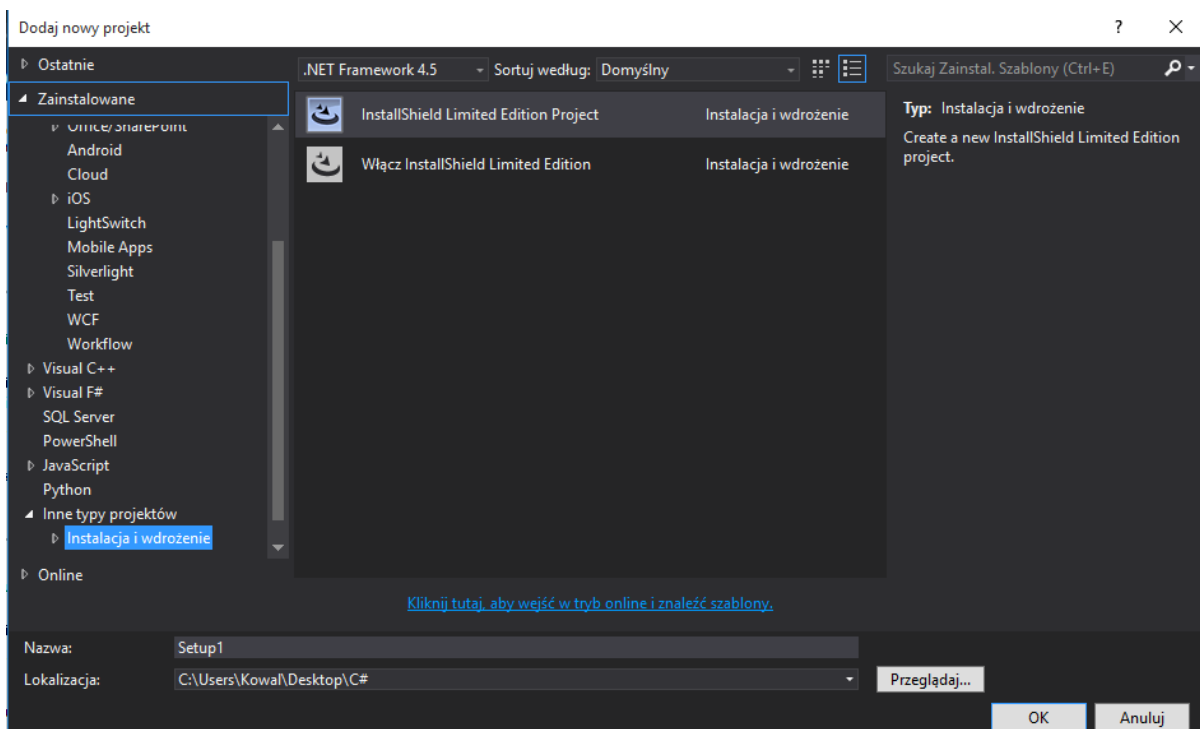 Dodaj nowy projekt
?
Ostatnie
.NET Framework 4.5
Sortuj według: Domyślny
Szukaj Zainstal. Szablony (Ctrl+E)
Zainstalowane
Office/SharePoint
Android
Cloud
iOS
LightSwitch
Mobile Apps
Silverlight
Test
WCF
Workflow
Visual C++
Visual F#
SQL Server
PowerShell
JavaScript
Python
Inne typy projektów
Instalacja i wdrożenie
Online
InstallShield Limited Edition Project Instalacja i wdrożenie
Włącz InstallShield Limited Edition Instalacja i wdrożenie
Typ: Instalacja i wdrożenie
Create a new InstallShield Limited Edition
project.
Kliknij tutaj, aby wejść w tryb online i znaleźć szablony.
Nazwa: Setup1
Lokalizacja: C:\Users\Kowal\Desktop\C#
Przeglądaj...
OK
Anuluj